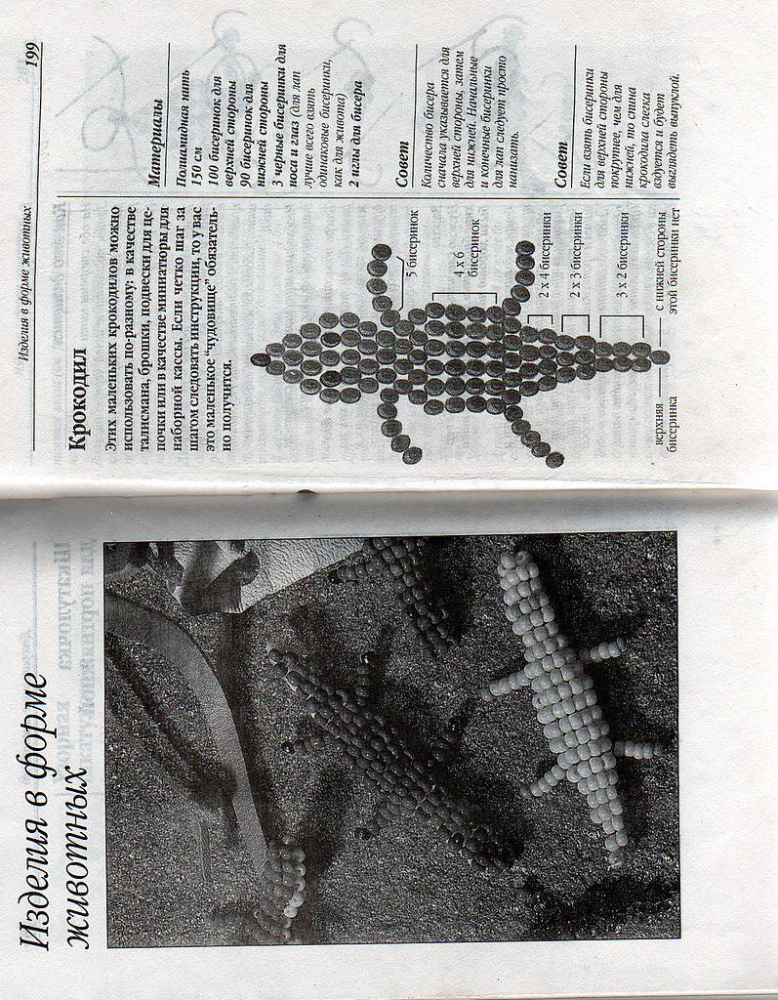 Изделия в форме
животных
Изделия в форме животных
199
Крокодил
Этих маленьких крокодилов можно
использовать по-разному: в качестве
талисмана, брошки, подвески для це-
почки или в качестве миниатюры для
наборной кассы. Если четко шаг за
шагом следовать инструкции, то у вас
это маленькое "чудовище" обязатель-
но получится.
5 бисеринок
4 x 6
бисеринок
2 x 4 бисеринки
2 x 3 бисеринки
3 x 2 бисеринки
верхняя
бисеринка
с нижней стороны
этой бисеринки нет
Материалы
Полиамидная нить
150 см
100 бисеринок для
верхней стороны
90 бисеринок для
нижней стороны
3 черные бисеринки для
носа и глаз (для лап
лучше всего взять
одинаковые бисеринки,
как для живота)
2 иглы для бисера
Совет
Количество бисера
сначала указывается для
верхней стороны, затем
для нижней. Начальные
и конечные бисеринки
для лап следует просто
нанизать.
Совет
Если взять бисеринки
для верхней стороны
покрупнее, чем для
нижней, то спина
крокодила слегка
вздуется и будет
выглядеть выпуклой.